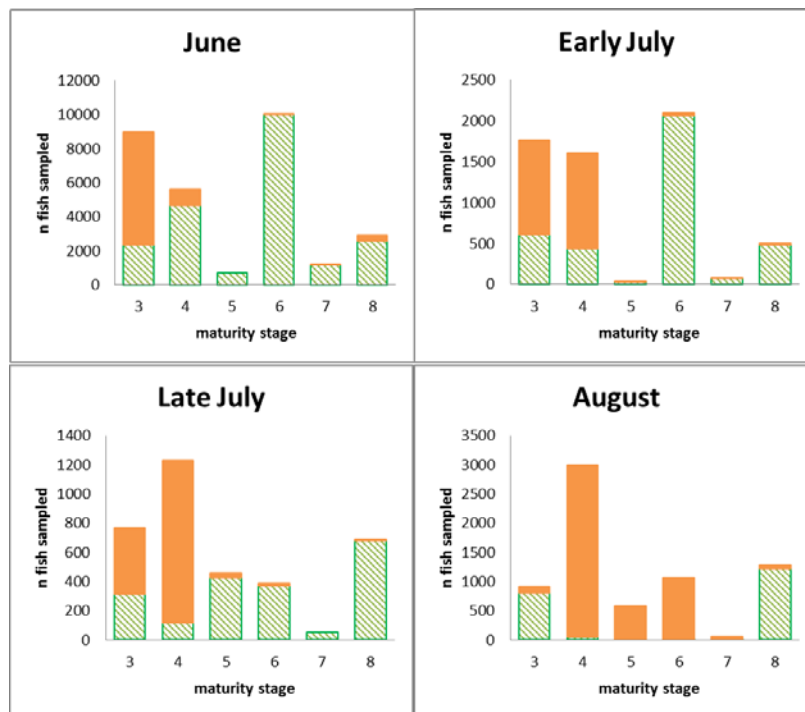 June
12000
10000
8000
6000
4000
2000
0
n fish sampled
3 4 5 6 7 8
maturity stage
Early July
2500
2000
1500
1000
500
0
n fish sampled
3 4 5 6 7 8
maturity stage
Late July
1400
1200
1000
800
600
400
200
0
n fish sampled
3 4 5 6 7 8
maturity stage
August
3500
3000
2500
2000
1500
1000
500
0
n fish sampled
3 4 5 6 7 8
maturity stage